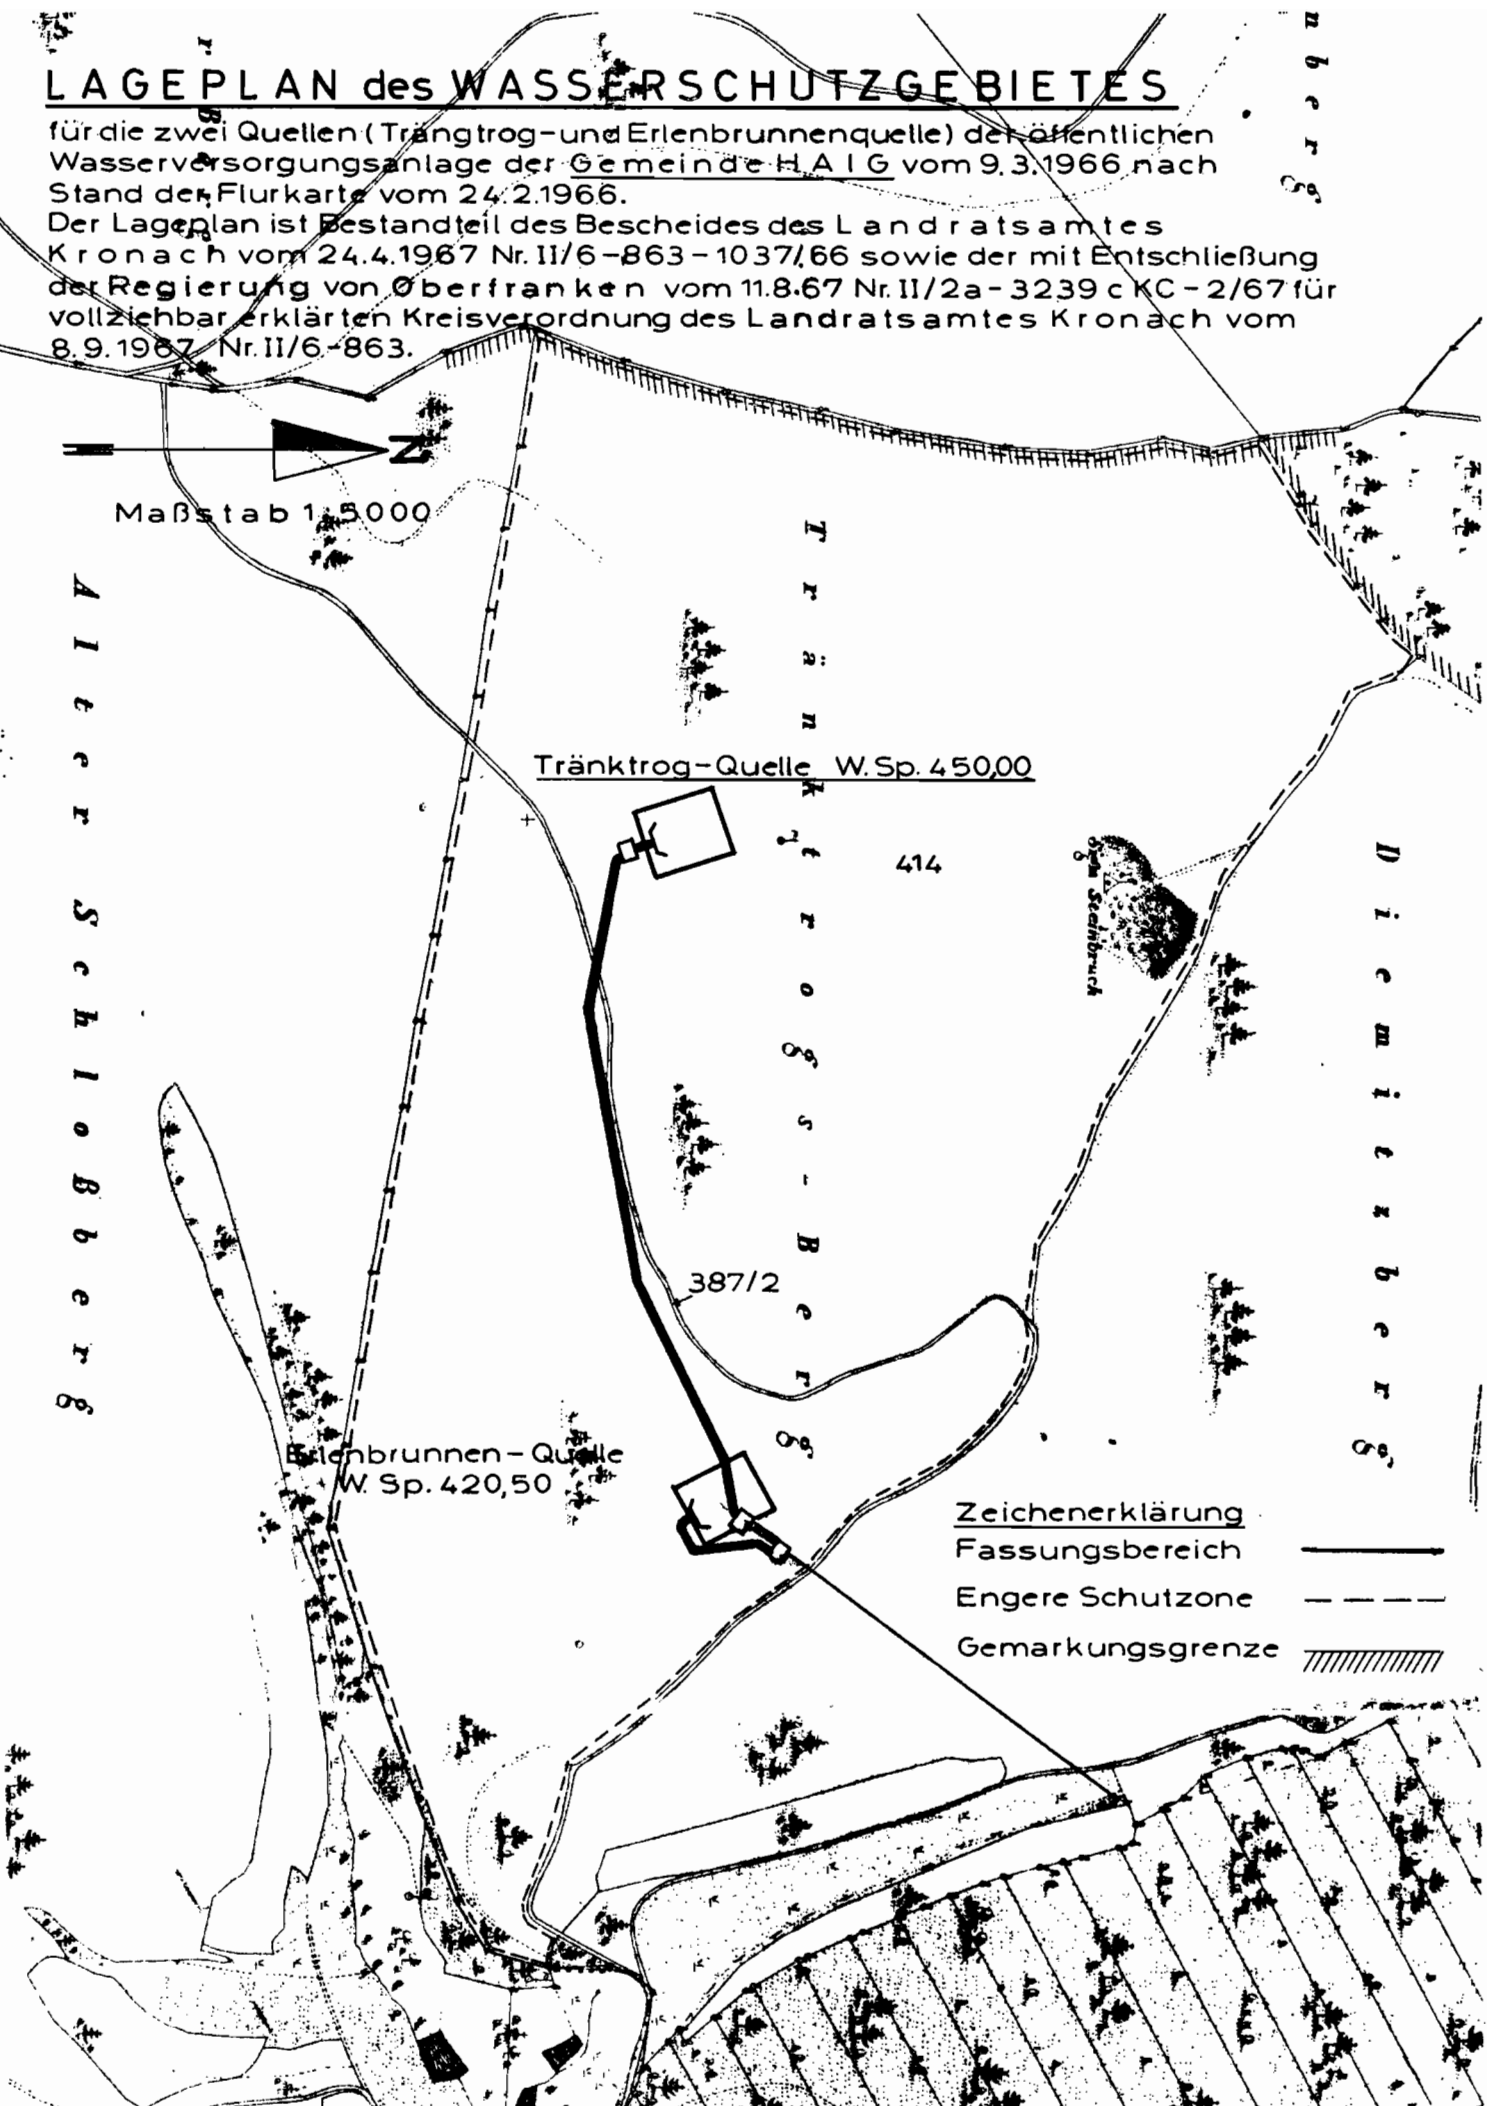 LAGEPLAN des WASSERSCHUTZGEBIETES
für die zwei Quellen (Trängtrog-und Erlenbrunnenquelle) der öffentlichen
Wasserversorgungsanlage der Gemeinde HAIG vom 9.3.1966 nach
Stand der Flurkarte vom 24.2.1966.
Der Lageplan ist Bestandteil des Bescheides des Landratsamtes
Kronach vom 24.4.1967 Nr. II/6-863-1037/66 sowie der mit Entschließung
der Regierung von Oberfranken vom 11.8.67 Nr. II/2a-3239 c KC-2/67 für
vollziehbar erklärten Kreisverordnung des Landratsamtes Kronach vom
8.9.1967 Nr. II/6-863.
nberg
N
Maßstab 1:5000
Alter Schloßberg
Tränktrogs-Berg
Diemitzberg
Tränktrog-Quelle W.Sp. 450,00
414
Steinbruch
387/2
Erlenbrunnen-Quelle
W. Sp. 420,50
Zeichenerklärung
Fassungsbereich
Engere Schutzone
Gemarkungsgrenze